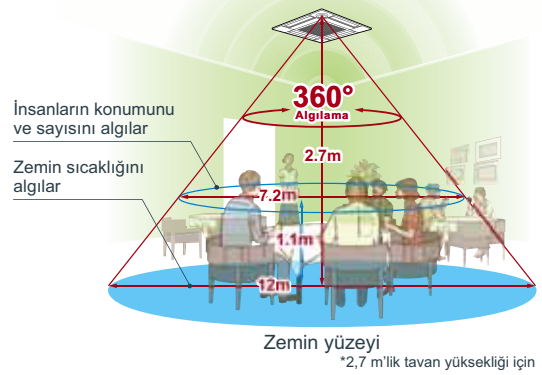 360°
Algılama
İnsanların konumunu
ve sayısını algılar
2.7m
Zemin sıcaklığını
algılar
7.2m
1.1m
12m
Zemin yüzeyi
*2,7 m'lik tavan yüksekliği için